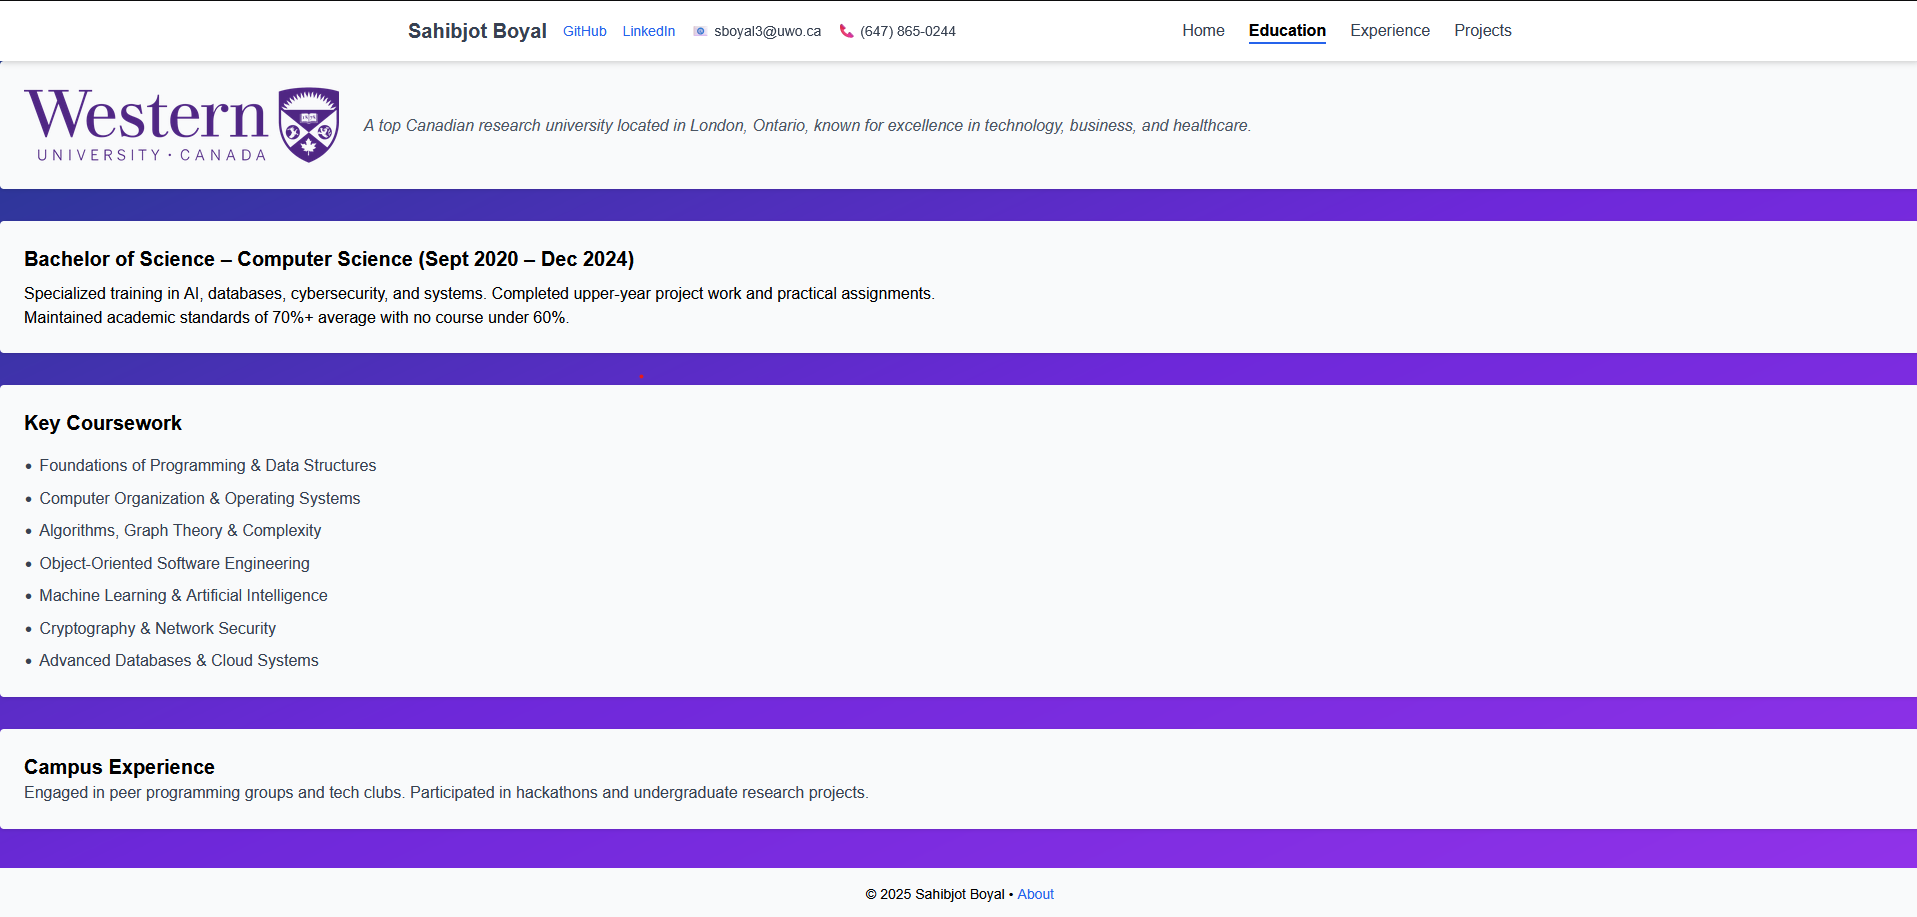 Sahibjot Boyal GitHub LinkedIn sboyal3@uwo.ca (647) 865-0244 Home Education Experience Projects
Western
UNIVERSITY · CANADA
A top Canadian research university located in London, Ontario, known for excellence in technology, business, and healthcare.
Bachelor of Science – Computer Science (Sept 2020 – Dec 2024)
Specialized training in AI, databases, cybersecurity, and systems. Completed upper-year project work and practical assignments.
Maintained academic standards of 70%+ average with no course under 60%.
Key Coursework
• Foundations of Programming & Data Structures
• Computer Organization & Operating Systems
• Algorithms, Graph Theory & Complexity
• Object-Oriented Software Engineering
• Machine Learning & Artificial Intelligence
• Cryptography & Network Security
• Advanced Databases & Cloud Systems
Campus Experience
Engaged in peer programming groups and tech clubs. Participated in hackathons and undergraduate research projects.
© 2025 Sahibjot Boyal • About